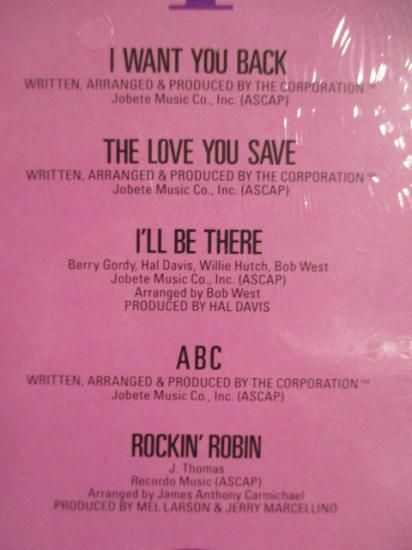 I WANT YOU BACK
WRITTEN, ARRANGED & PRODUCED BY THE CORPORATION™
Jobete Music Co., Inc. (ASCAP)
THE LOVE YOU SAVE
WRITTEN, ARRANGED & PRODUCED BY THE CORPORATION™
Jobete Music Co., Inc. (ASCAP)
I'LL BE THERE
Berry Gordy, Hal Davis, Willie Hutch, Bob West
Jobete Music Co., Inc. (ASCAP)
Arranged by Bob West
PRODUCED BY HAL DAVIS
ABC
WRITTEN, ARRANGED & PRODUCED BY THE CORPORATION™
Jobete Music Co., Inc. (ASCAP)
ROCKIN' ROBIN
J. Thomas
Recordo Music (ASCAP)
Arranged by James Anthony Carmichael
PRODUCED BY MEL LARSON & JERRY MARCELLINO